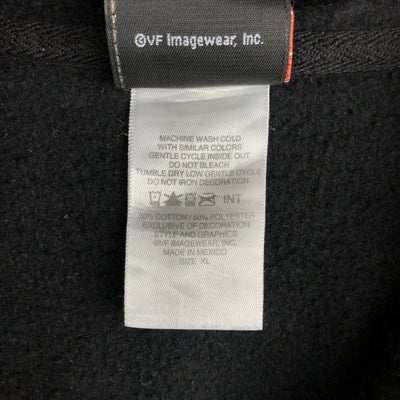 ©VF Imagewear, Inc.
MACHINE WASH COLD
WITH SIMILAR COLORS
GENTLE CYCLE INSIDE OUT
DO NOT BLEACH
TUMBLE DRY LOW GENTLE CYCLE
DO NOT IRON DECORATION
INT
50% COTTON / 50% POLYESTER
EXCLUSIVE OF DECORATION
STYLE AND GRAPHICS
©VF IMAGEWEAR, INC.
MADE IN MEXICO
SIZE XL